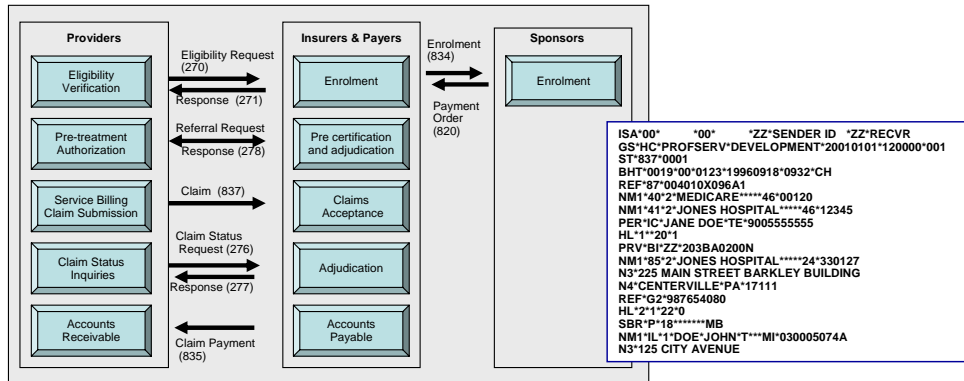 Providers
Eligibility
Verification
Pre-treatment
Authorization
Service Billing
Claim Submission
Claim Status
Inquiries
Accounts
Receivable
Eligibility Request
(270)
Response (271)
Referral Request
Response (278)
Claim (837)
Claim Status
Request (276)
Response (277)
Claim Payment
(835)
Insurers & Payers
Enrolment
Pre certification
and adjudication
Claims
Acceptance
Adjudication
Accounts
Payable
Enrolment
(834)
Payment
Order
(820)
Sponsors
Enrolment
ISA*00* *00* *ZZ*SENDER ID *ZZ*RECVR
GS*HC*PROFSERV*DEVELOPMENT*20010101*120000*001
ST*837*0001
BHT*0019*00*0123*19960918*0932*CH
REF*87*004010X096A1
NM1*40*2*MEDICARE*****46*00120
NM1*41*2*JONES HOSPITAL*****46*12345
PER*IC*JANE DOE*TE*9005555555
HL*1**20*1
PRV*BI*ZZ*203BA0200N
NM1*85*2*JONES HOSPITAL*****24*330127
N3*225 MAIN STREET BARKLEY BUILDING
N4*CENTERVILLE*PA*17111
REF*G2*987654080
HL*2*1*22*0
SBR*P*18*******MB
NM1*IL*1*DOE*JOHN*T***MI*030005074A
N3*125 CITY AVENUE